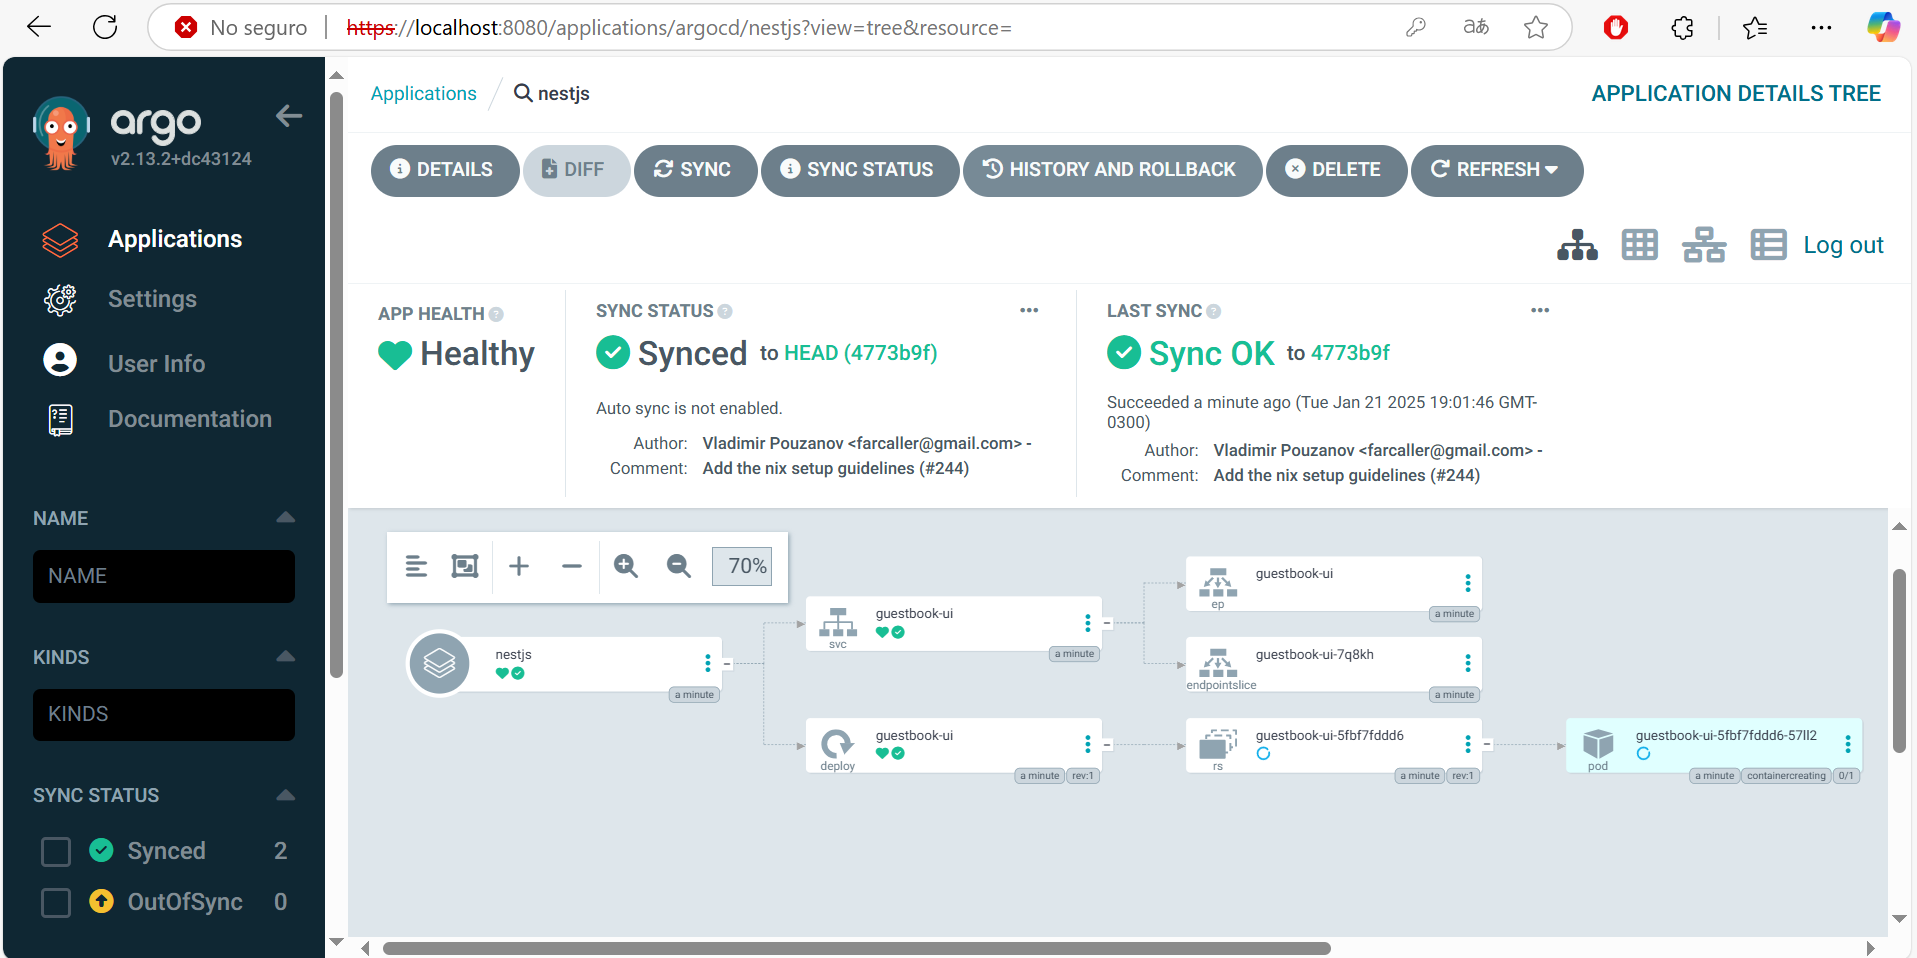 No seguro
https://localhost:8080/applications/argocd/nestjs?view=tree&resource=
aあ
argo
v2.13.2+dc43124
Applications
Settings
User Info
Documentation
NAME
NAME
KINDS
KINDS
SYNC STATUS
Synced 2
OutOfSync 0
Applications / nestjs
APPLICATION DETAILS TREE
DETAILS
DIFF
SYNC
SYNC STATUS
HISTORY AND ROLLBACK
DELETE
REFRESH
Log out
APP HEALTH
Healthy
SYNC STATUS
Synced to HEAD (4773b9f)
Auto sync is not enabled.
Author: Vladimir Pouzanov <farcaller@gmail.com> -
Comment: Add the nix setup guidelines (#244)
LAST SYNC
Sync OK to 4773b9f
Succeeded a minute ago (Tue Jan 21 2025 19:01:46 GMT-
0300)
Author: Vladimir Pouzanov <farcaller@gmail.com> -
Comment: Add the nix setup guidelines (#244)
70%
nestjs
a minute
guestbook-ui
svc
a minute
guestbook-ui
deploy
a minute rev:1
guestbook-ui
ep
a minute
guestbook-ui-7q8kh
endpointslice
a minute
guestbook-ui-5fbf7fddd6
rs
a minute rev:1
guestbook-ui-5fbf7fddd6-57ll2
pod
a minute containercreating 0/1